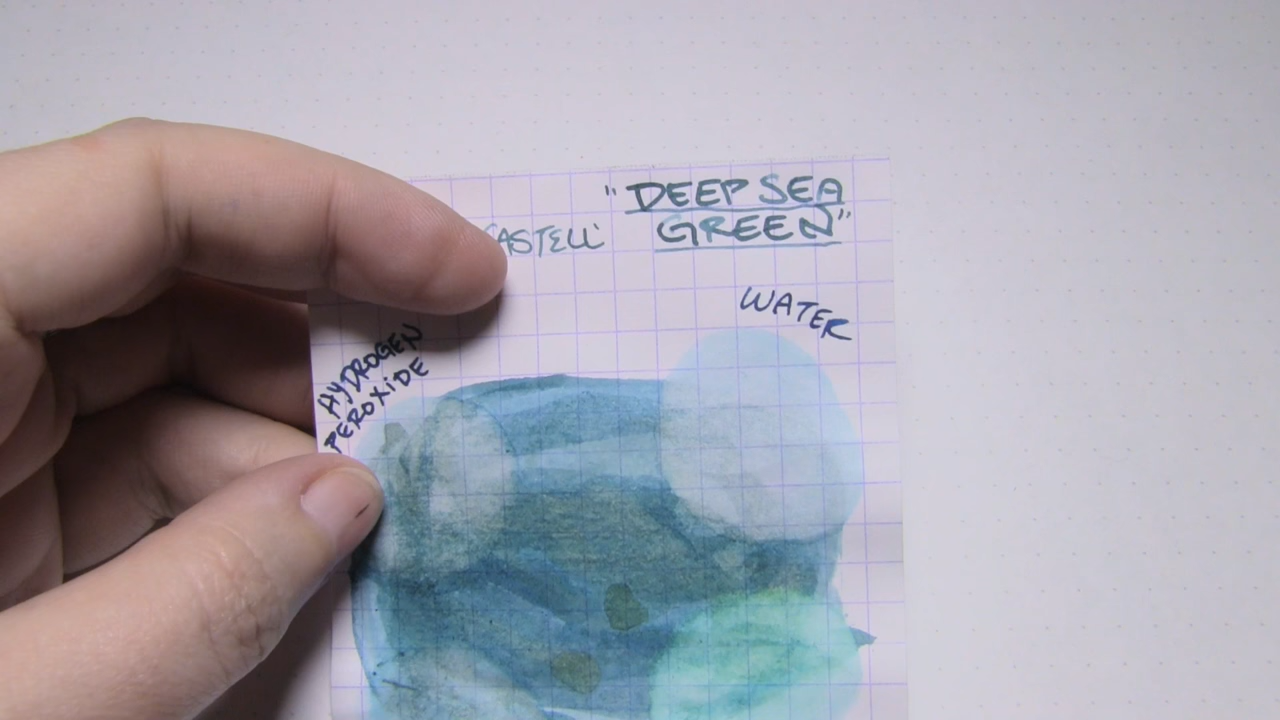 "DEEP SEA
CASTELL GREEN"
WATER
HYDROGEN
PEROXIDE